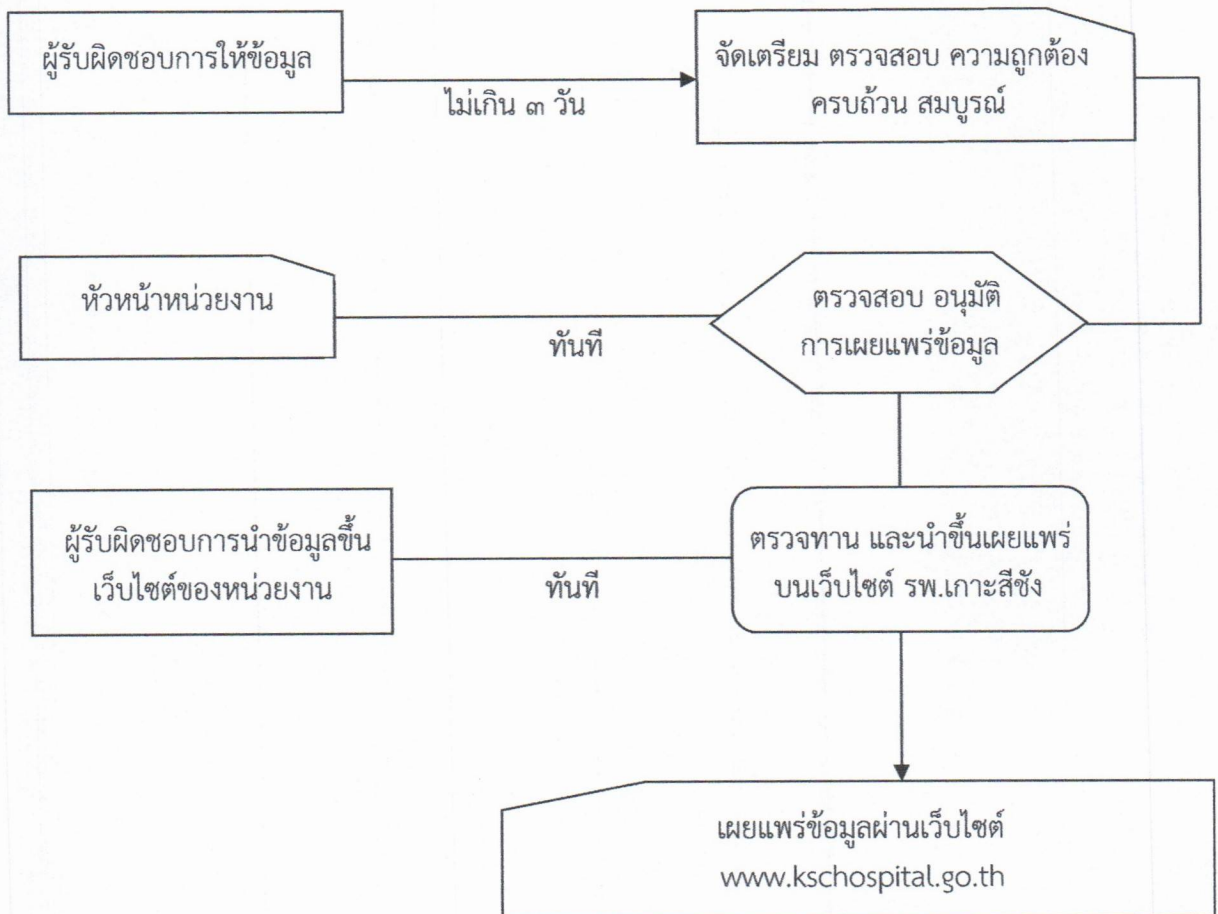 ผู้รับผิดชอบการให้ข้อมูล
ไม่เกิน ๓ วัน
จัดเตรียม ตรวจสอบ ความถูกต้อง
ครบถ้วน สมบูรณ์
หัวหน้าหน่วยงาน
ทันที
ตรวจสอบ อนุมัติ
การเผยแพร่ข้อมูล
ผู้รับผิดชอบการนำข้อมูลขึ้น
เว็บไซต์ของหน่วยงาน
ทันที
ตรวจทาน และนำขึ้นเผยแพร่
บนเว็บไซต์ รพ.เกาะสีชัง
เผยแพร่ข้อมูลผ่านเว็บไซต์
www.kschospital.go.th